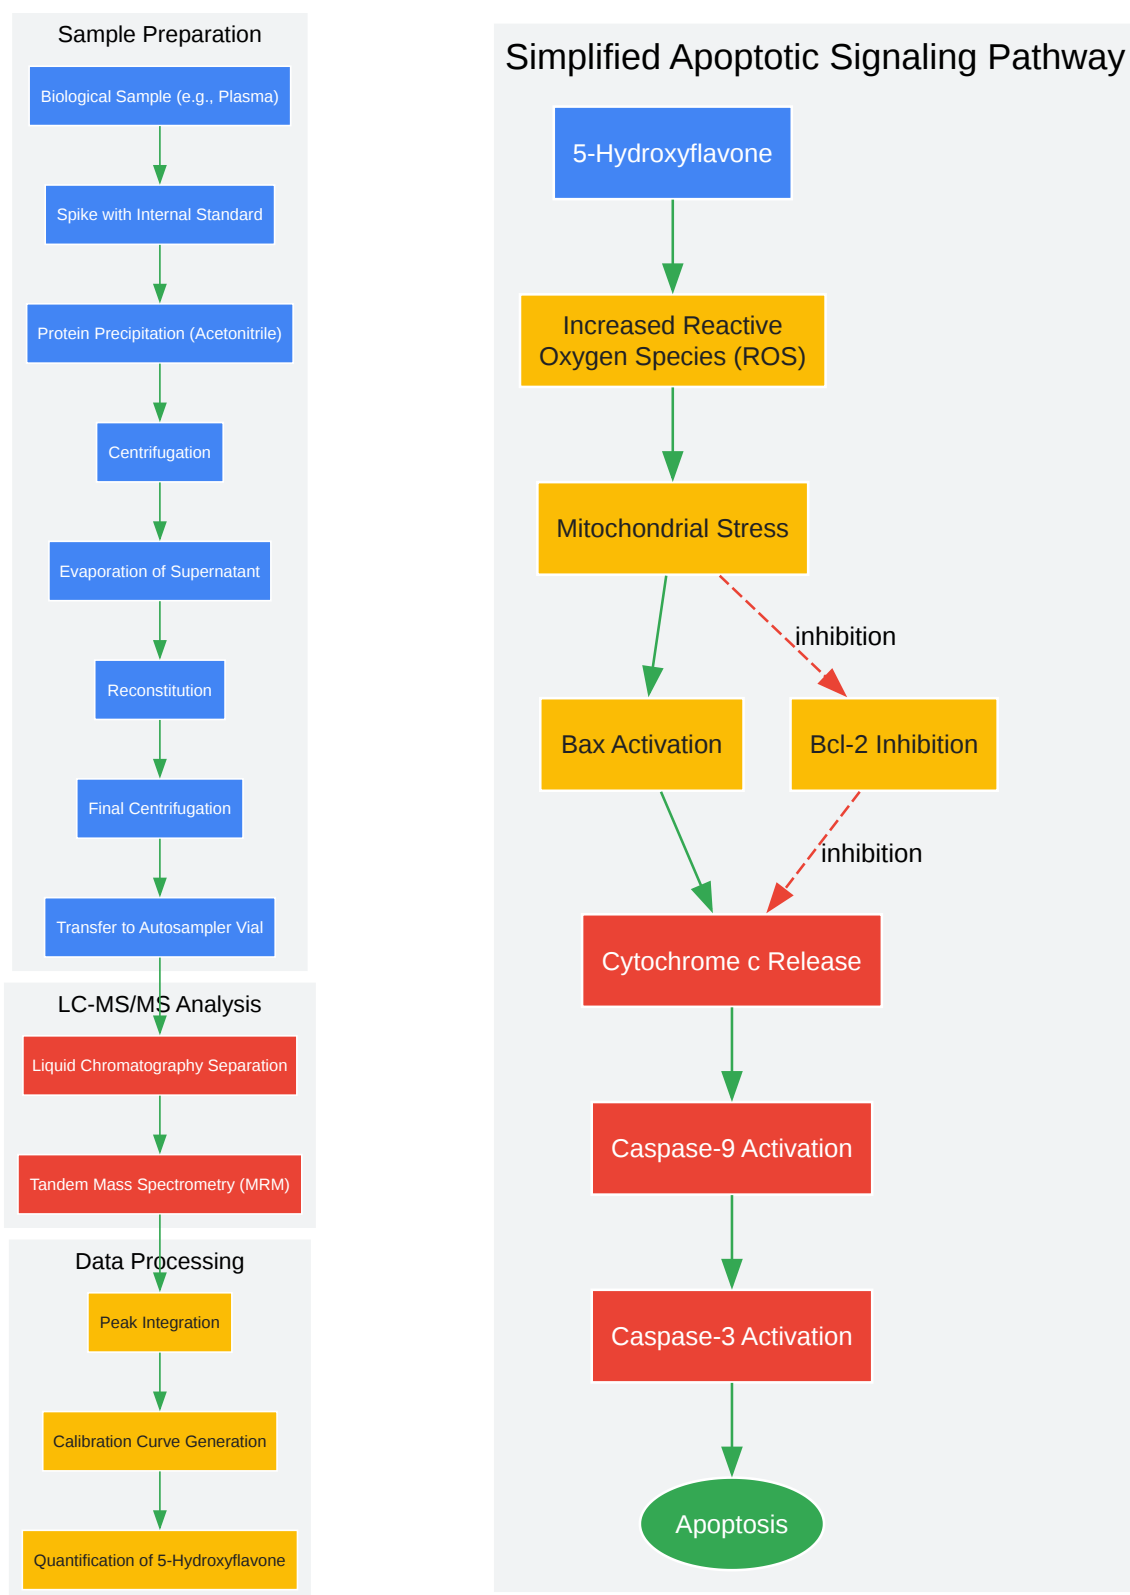 Sample Preparation
Biological Sample (e.g., Plasma)
Spike with Internal Standard
Protein Precipitation (Acetonitrile)
Centrifugation
Evaporation of Supernatant
Reconstitution
Final Centrifugation
Transfer to Autosampler Vial
LC-MS/MS Analysis
Liquid Chromatography Separation
Tandem Mass Spectrometry (MRM)
Data Processing
Peak Integration
Calibration Curve Generation
Quantification of 5-Hydroxyflavone
Simplified Apoptotic Signaling Pathway
5-Hydroxyflavone
Increased Reactive
Oxygen Species (ROS)
Mitochondrial Stress
inhibition
Bax Activation
Bcl-2 Inhibition
inhibition
Cytochrome c Release
Caspase-9 Activation
Caspase-3 Activation
Apoptosis